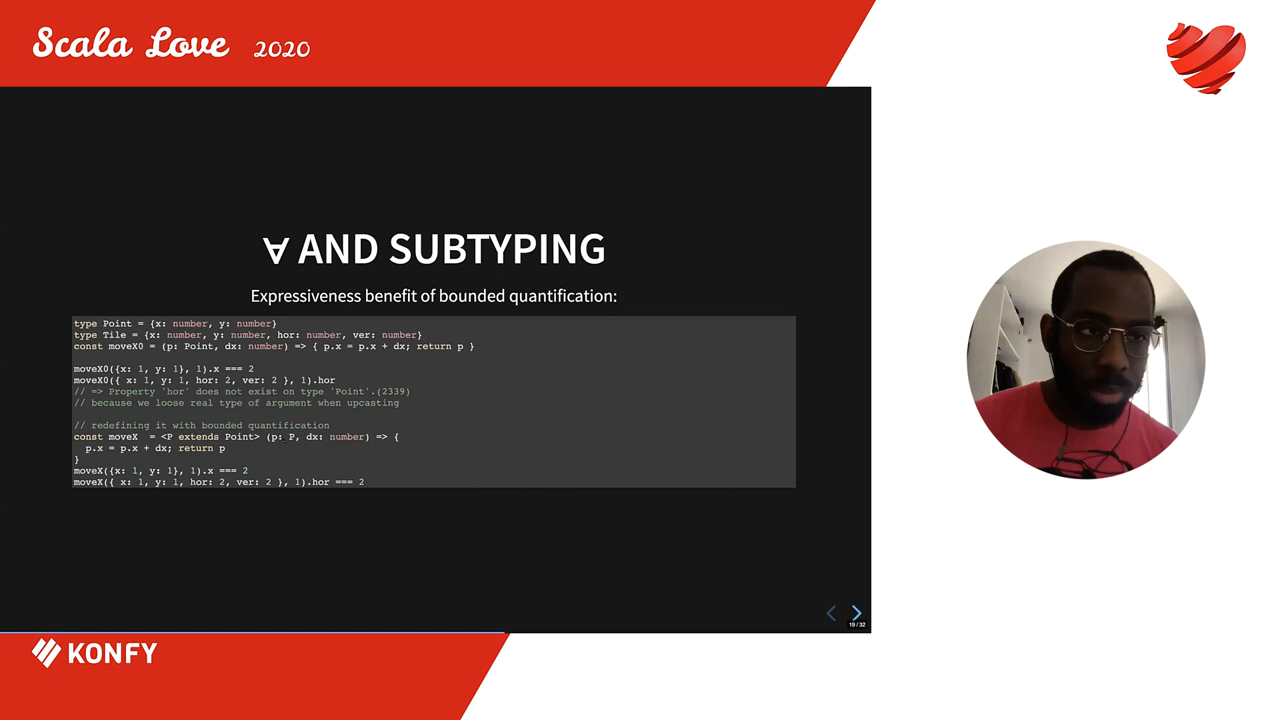 Scala Love 2020
∀ AND SUBTYPING
Expressiveness benefit of bounded quantification:
type Point = {x: number, y: number}
type Tile = {x: number, y: number, hor: number, ver: number}
const moveX0 = (p: Point, dx: number) => { p.x = p.x + dx; return p }
moveX0({x: 1, y: 1}, 1).x === 2
moveX0({ x: 1, y: 1, hor: 2, ver: 2 }, 1).hor
// => Property 'hor' does not exist on type 'Point'.(2339)
// because we loose real type of argument when upcasting
// redefining it with bounded quantification
const moveX  = <P extends Point> (p: P, dx: number) => {
  p.x = p.x + dx; return p
}
moveX({x: 1, y: 1}, 1).x === 2
moveX({ x: 1, y: 1, hor: 2, ver: 2 }, 1).hor === 2
19 / 32
KONFY